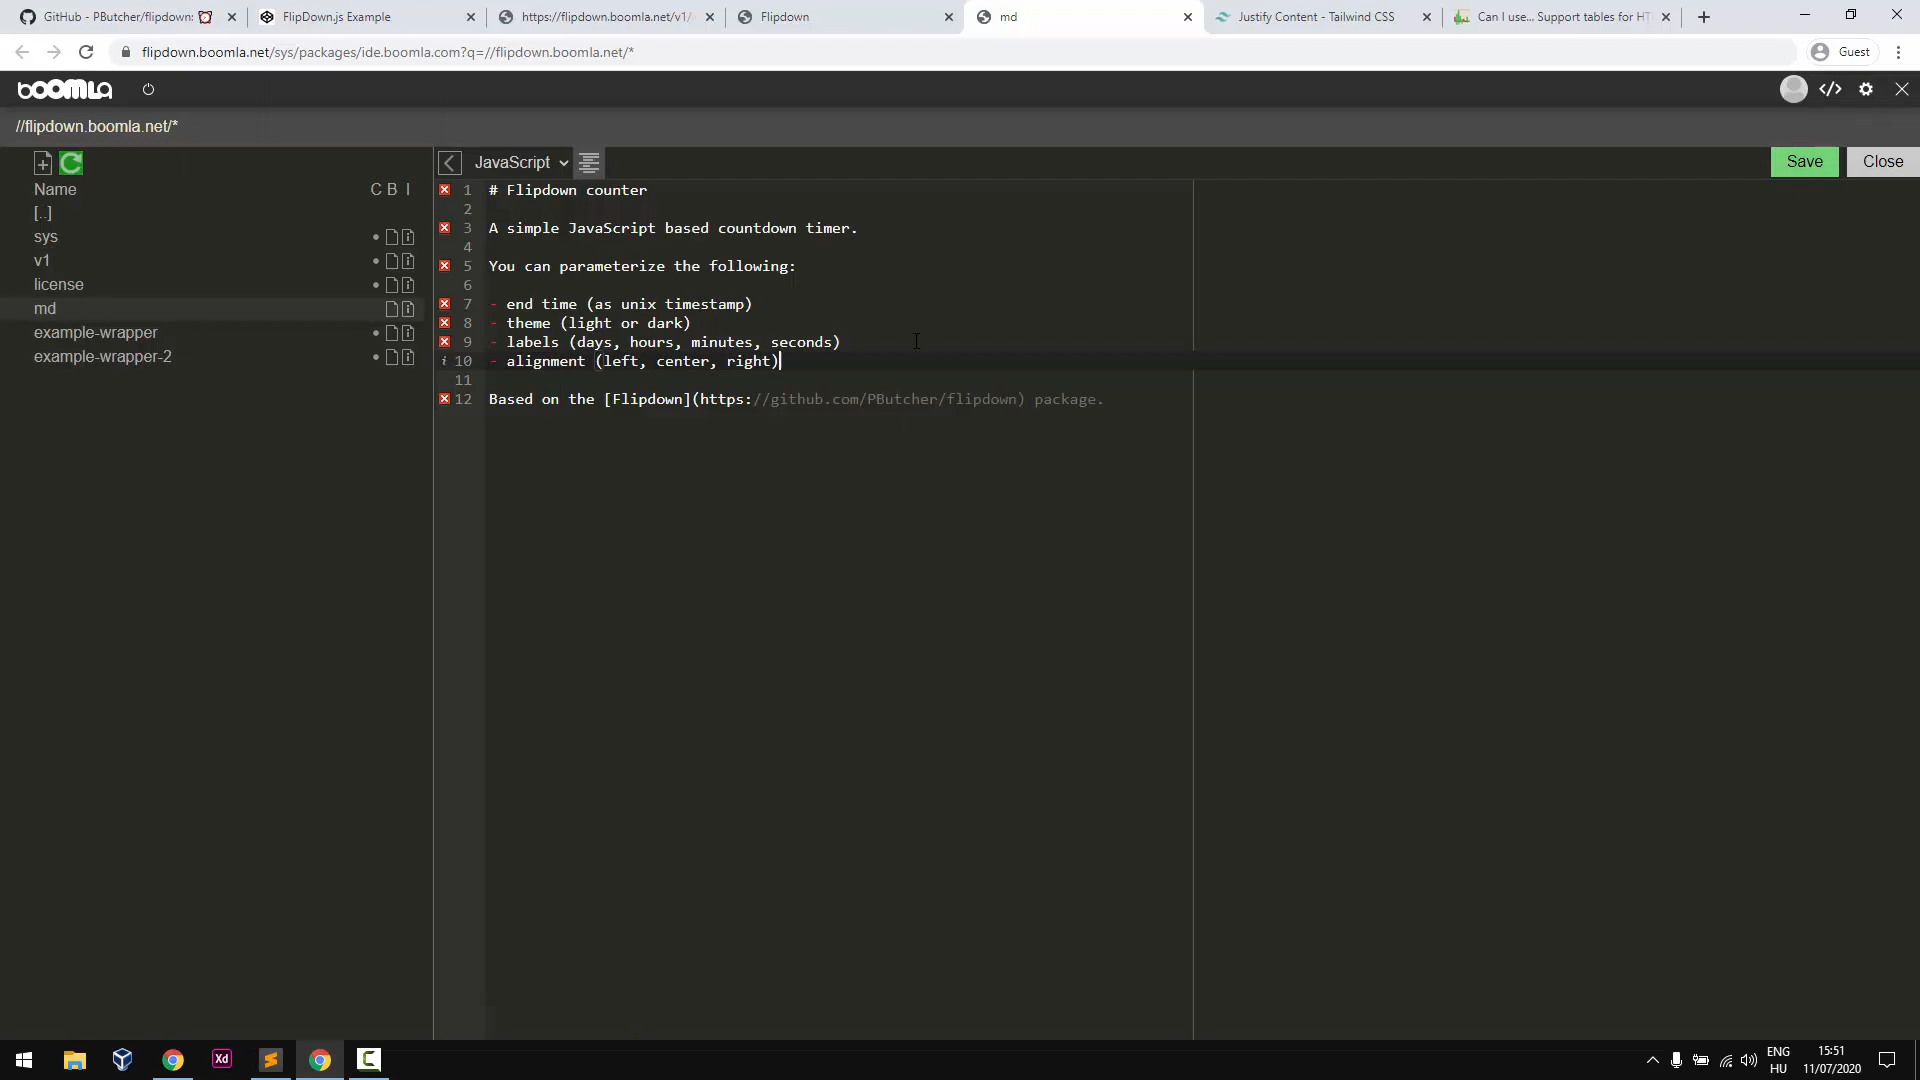 GitHub - PButcher/flipdown:
FlipDown.js Example
https://flipdown.boomla.net/v1/
Flipdown
md
Justify Content - Tailwind CSS
Can I use... Support tables for HT
flipdown.boomla.net/sys/packages/ide.boomla.com?q=//flipdown.boomla.net/*
Guest
boomla
//flipdown.boomla.net/*
JavaScript
Save
Close
Name
C B I
[..]
sys
v1
license
md
example-wrapper
example-wrapper-2
1 # Flipdown counter
2
3 A simple JavaScript based countdown timer.
4
5 You can parameterize the following:
6
7 - end time (as unix timestamp)
8 - theme (light or dark)
9 - labels (days, hours, minutes, seconds)
10 - alignment (left, center, right)
11
12 Based on the [Flipdown](https://github.com/PButcher/flipdown) package.
Xd
ENG
HU
15:51
11/07/2020